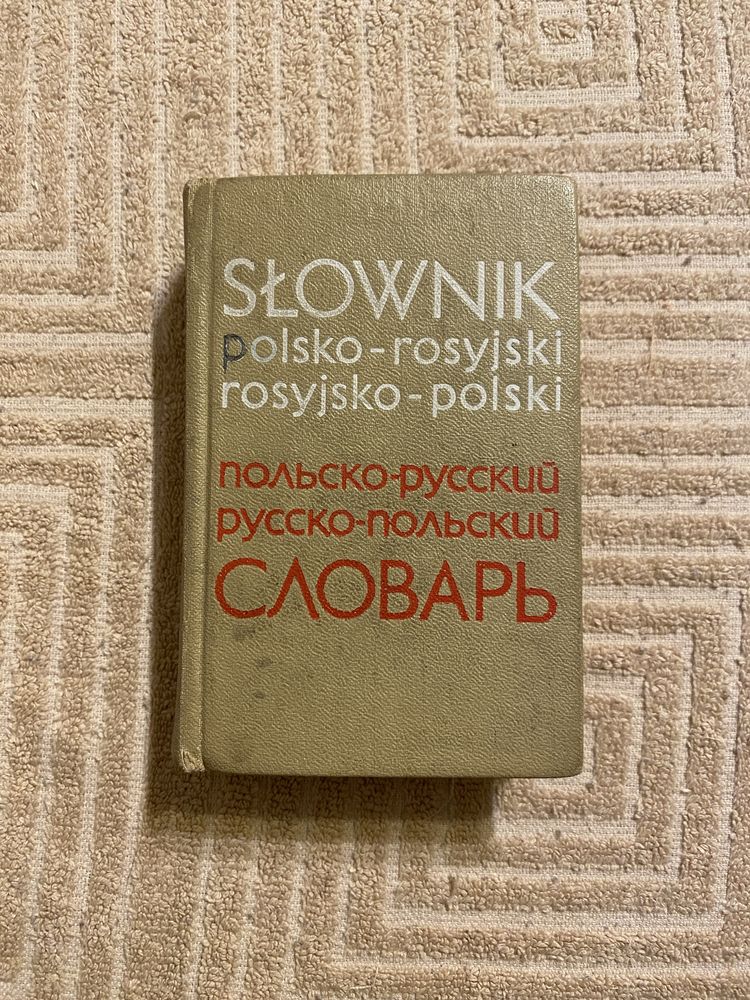 SŁOWNIK
polsko-rosyjski
rosyjsko-polski
польско-русский
русско-польский
СЛОВАРЬ